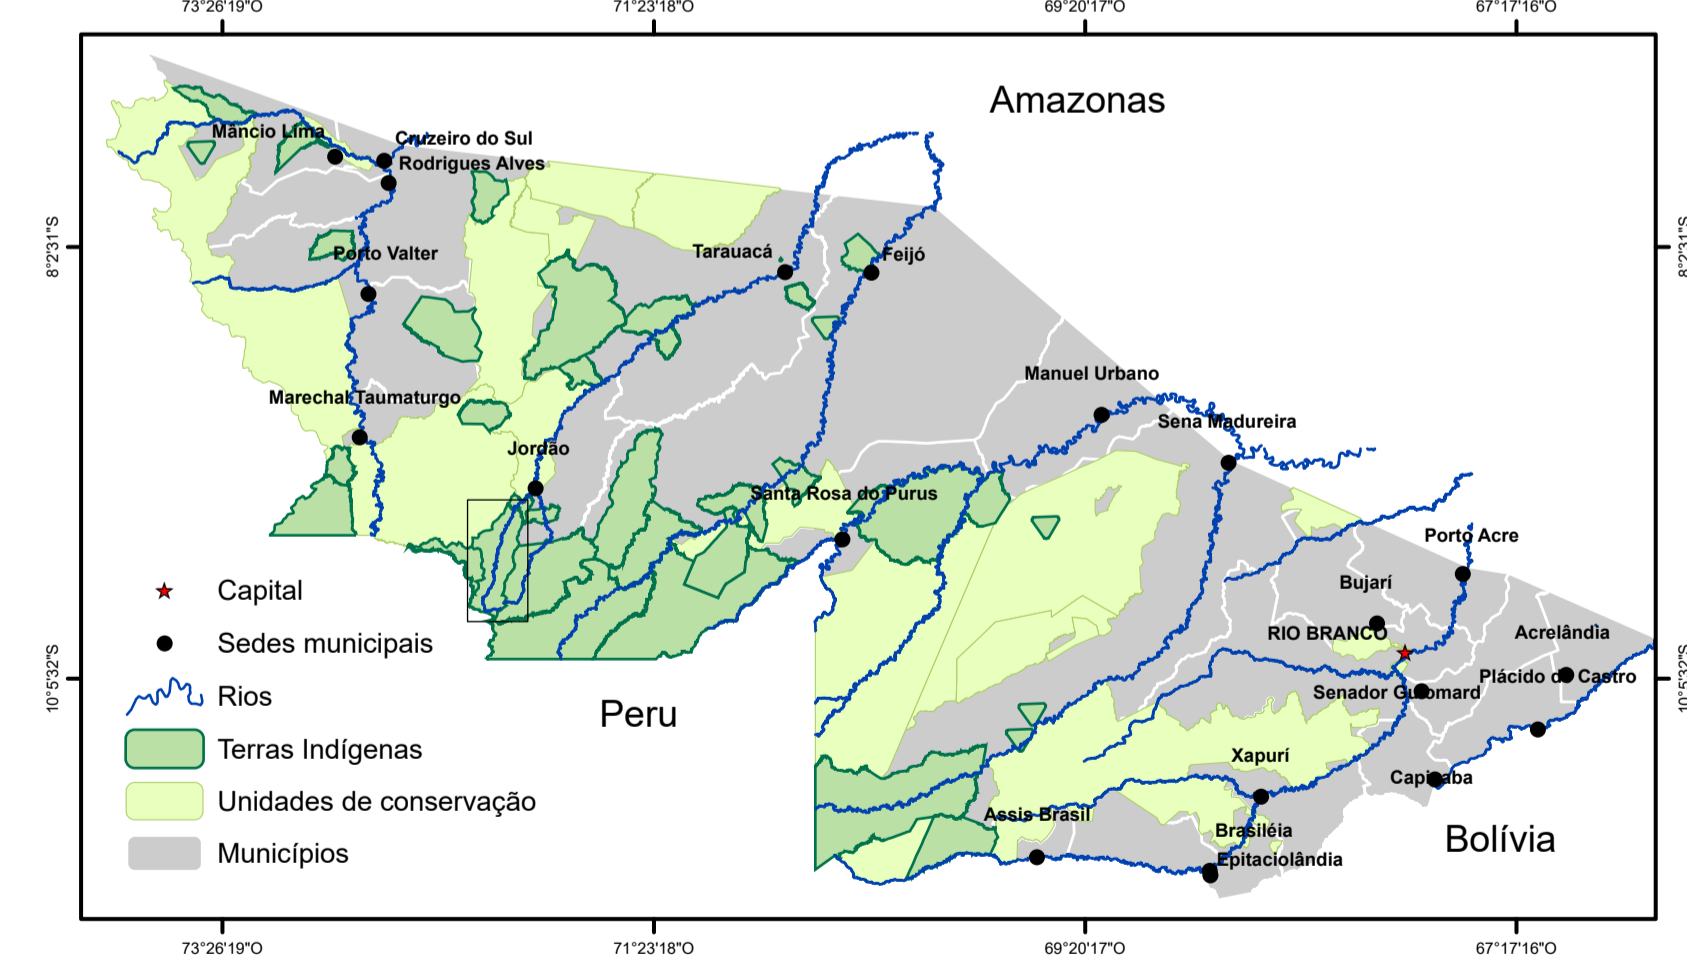 73°26'19"O 71°23'18"O 69°20'17"O 67°17'16"O
Amazonas
Mâncio Lima
Cruzeiro do Sul
Rodrigues Alves
8°2'31"S
8°2'31"S
Porto Valter
Tarauacá
Feijó
Manuel Urbano
Marechal Taumaturgo
Sena Madureira
Jordão
Santa Rosa do Purus
Porto Acre
Bujarí
RIO BRANCO
Acrelândia
Plácido de Castro
Senador Guiomard
10°5'32"S
10°5'32"S
Xapurí
Capixaba
Assis Brasil
Brasiléia
Epitaciolândia
Peru
Bolívia
Capital
Sedes municipais
Rios
Terras Indígenas
Unidades de conservação
Municípios
73°26'19"O 71°23'18"O 69°20'17"O 67°17'16"O